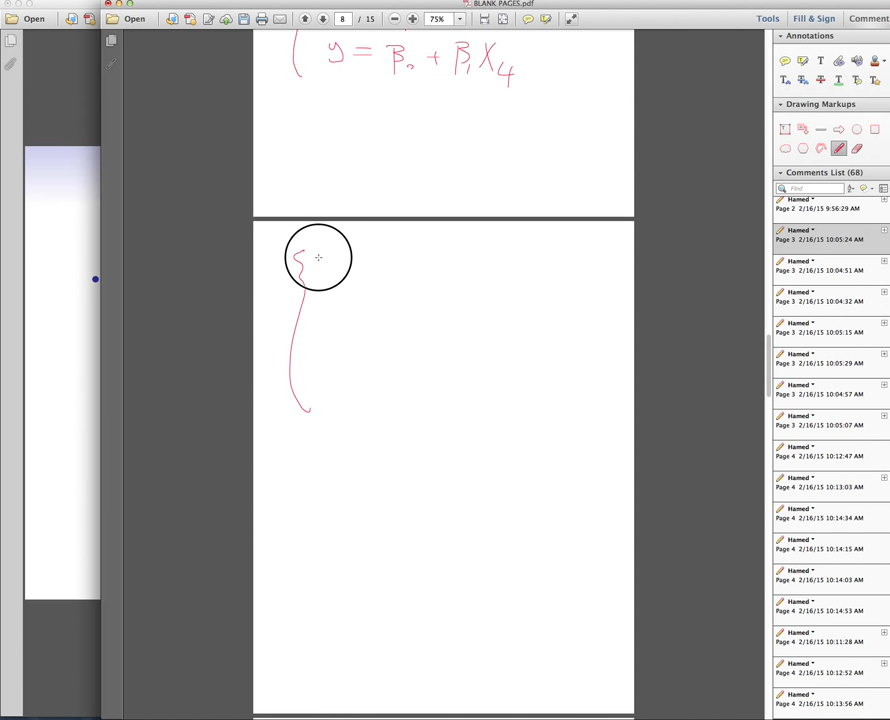 BLANK PAGES.pdf
Open Open 8 / 15 75% Tools Fill & Sign Comment
y = β₀ + β₁ X₄
Annotations
T
T T T T T
Drawing Markups
T
Comments List (68)
Find
Hamed
Page 2 2/16/15 9:56:29 AM
Hamed
Page 3 2/16/15 10:05:24 AM
Hamed
Page 3 2/16/15 10:04:51 AM
Hamed
Page 3 2/16/15 10:04:32 AM
Hamed
Page 3 2/16/15 10:05:15 AM
Hamed
Page 3 2/16/15 10:05:29 AM
Hamed
Page 3 2/16/15 10:04:57 AM
Hamed
Page 3 2/16/15 10:05:07 AM
Hamed
Page 4 2/16/15 10:12:47 AM
Hamed
Page 4 2/16/15 10:13:03 AM
Hamed
Page 4 2/16/15 10:14:34 AM
Hamed
Page 4 2/16/15 10:14:15 AM
Hamed
Page 4 2/16/15 10:14:03 AM
Hamed
Page 4 2/16/15 10:14:53 AM
Hamed
Page 4 2/16/15 10:11:28 AM
Hamed
Page 4 2/16/15 10:12:52 AM
Hamed
Page 4 2/16/15 10:13:56 AM